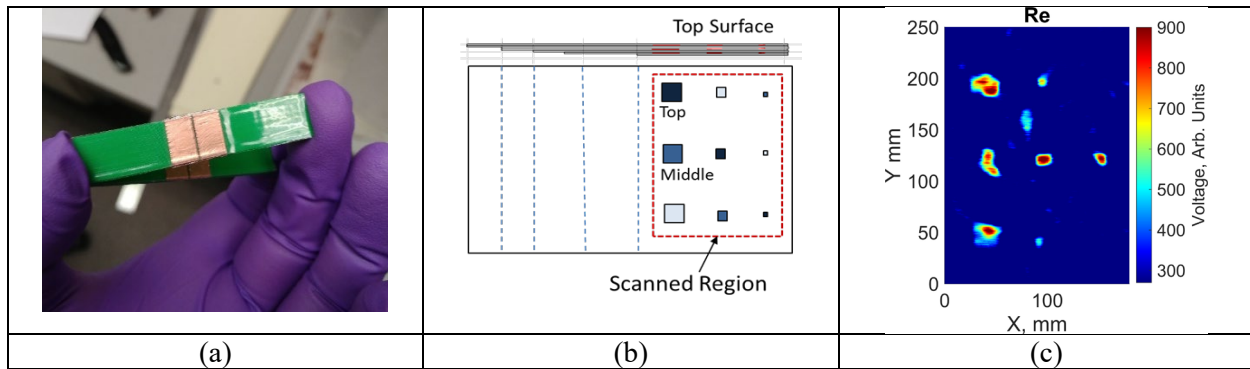 Top Surface
Top
Middle
Scanned Region
Re
250
200
150
100
50
0
Y mm
0
100
X, mm
900
800
700
600
500
400
300
Voltage, Arb. Units
(a)
(b)
(c)